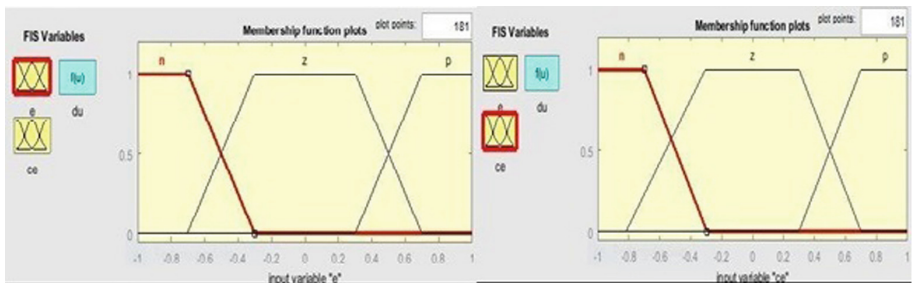 FIS Variables
Membership function plots
plot points: 181
f(u)
e
du
ce
n
z
p
1
0.5
0
-1 -0.8 -0.6 -0.4 -0.2 0 0.2 0.4 0.6 0.8 1
input variable "e"
FIS Variables
Membership function plots
plot points: 181
f(u)
e
du
ce
n
z
p
1
0.5
0
-1 -0.8 -0.6 -0.4 -0.2 0 0.2 0.4 0.6 0.8 1
input variable "ce"